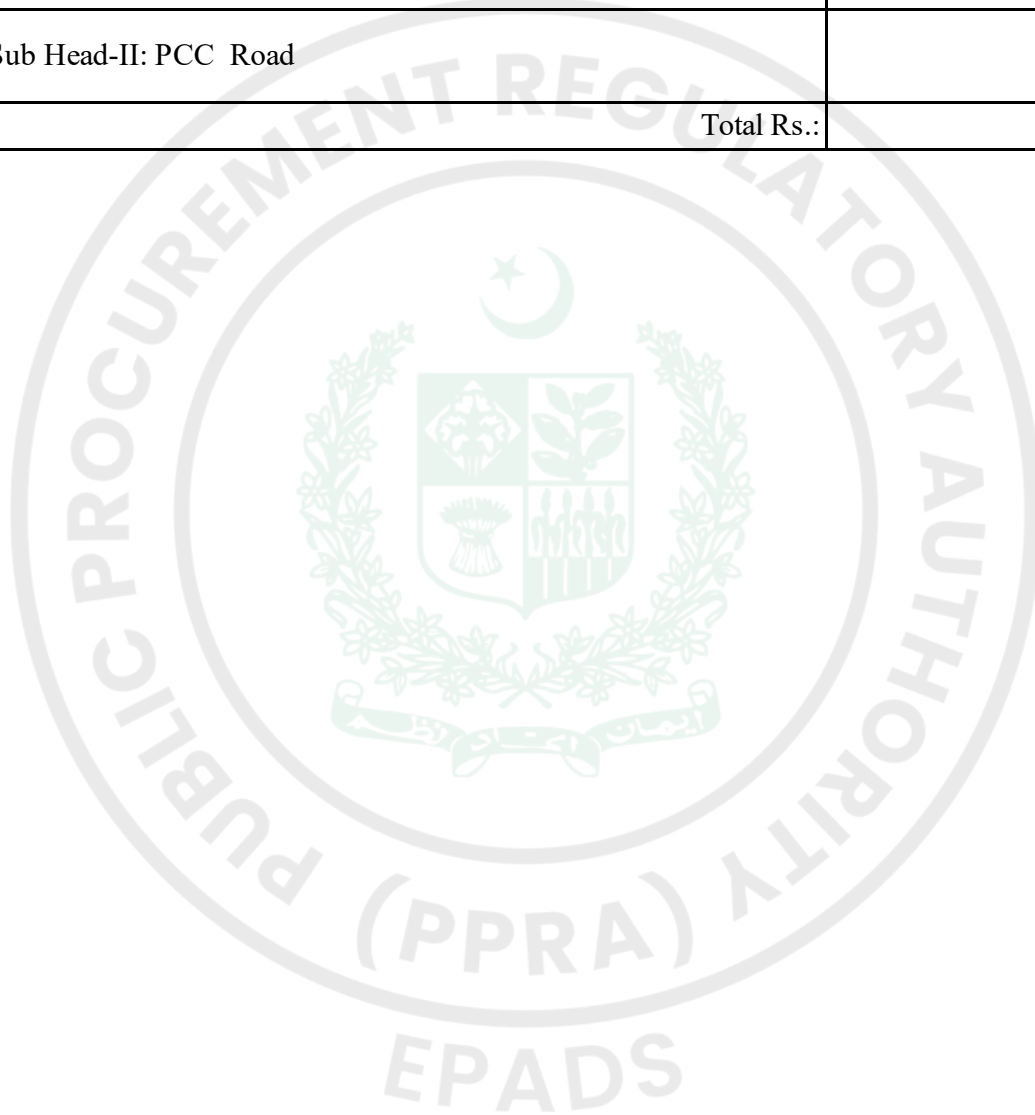 Sub Head-II: PCC Road
Total Rs.:
PUBLIC PROCUREMENT REGULATORY AUTHORITY
(PPRA)
EPADS